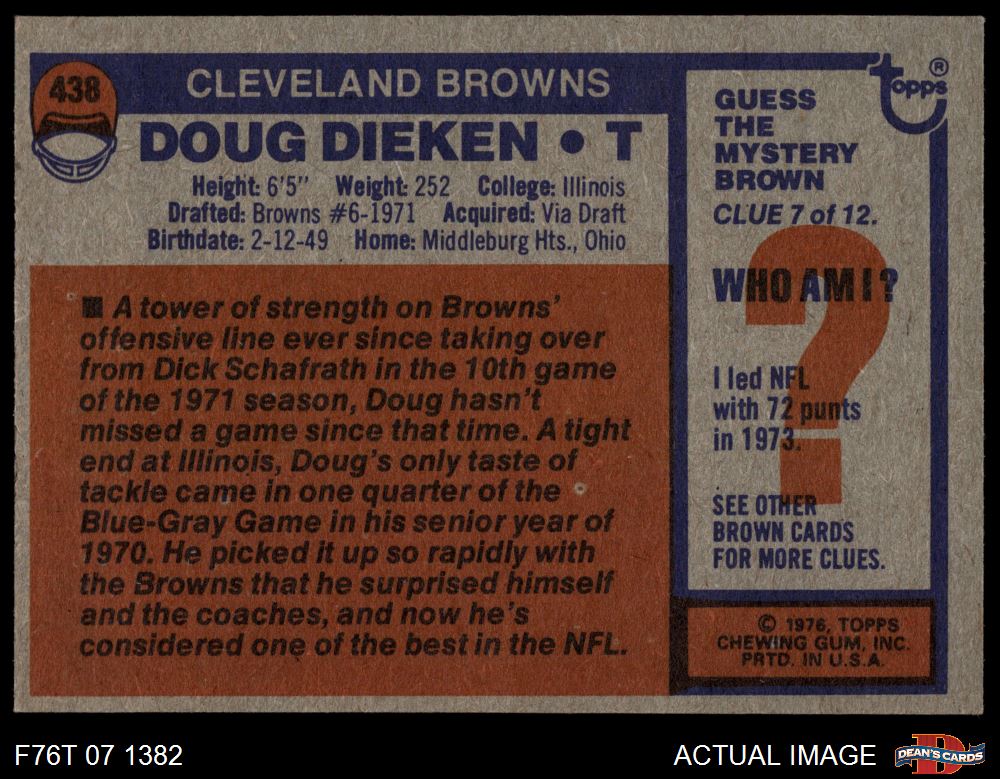 438
CLEVELAND BROWNS
DOUG DIEKEN • T
Height: 6'5" Weight: 252 College: Illinois
Drafted: Browns #6-1971 Acquired: Via Draft
Birthdate: 2-12-49 Home: Middleburg Hts., Ohio
■ A tower of strength on Browns'
offensive line ever since taking over
from Dick Schafrath in the 10th game
of the 1971 season, Doug hasn't
missed a game since that time. A tight
end at Illinois, Doug's only taste of
tackle came in one quarter of the
Blue-Gray Game in his senior year of
1970. He picked it up so rapidly with
the Browns that he surprised himself
and the coaches, and now he's
considered one of the best in the NFL.
topps ®
GUESS
THE
MYSTERY
BROWN
CLUE 7 of 12.
?
WHO AM I?
I led NFL
with 72 punts
in 1973.
SEE OTHER
BROWN CARDS
FOR MORE CLUES.
© 1976, TOPPS
CHEWING GUM, INC.
PRTD. IN U.S.A.
F76T 07 1382
ACTUAL IMAGE
D
DEAN'S CARDS